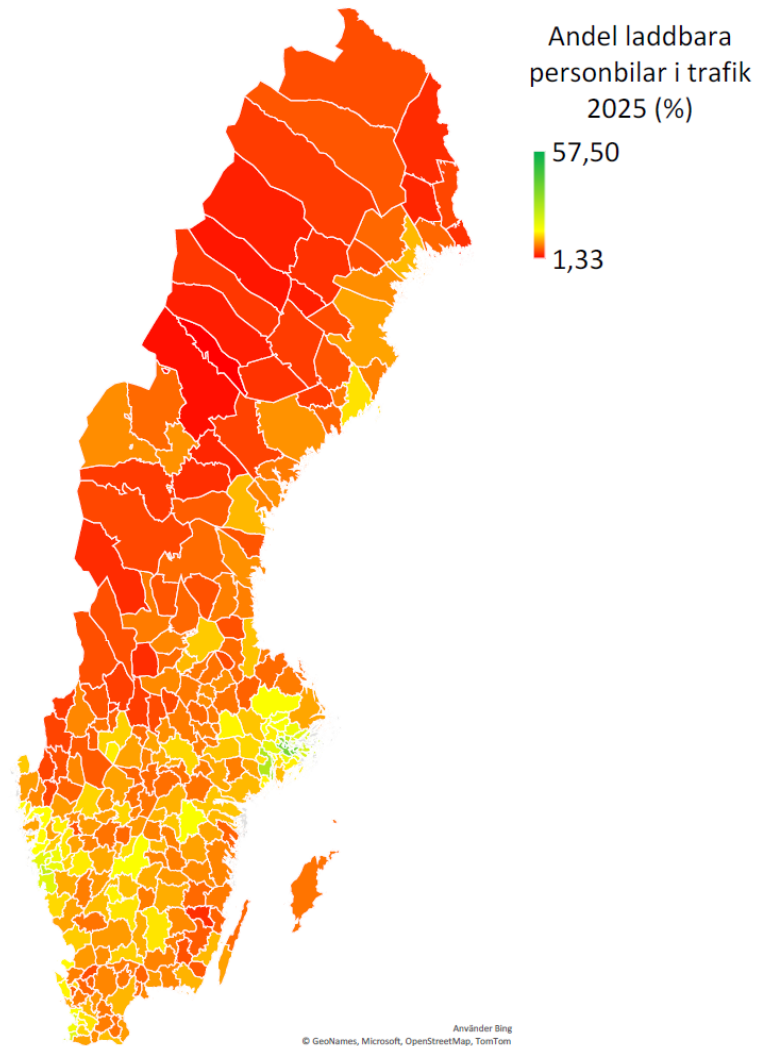 Andel laddbara
personbilar i trafik
2025 (%)
57,50
1,33
Använder Bing
© GeoNames, Microsoft, OpenStreetMap, TomTom